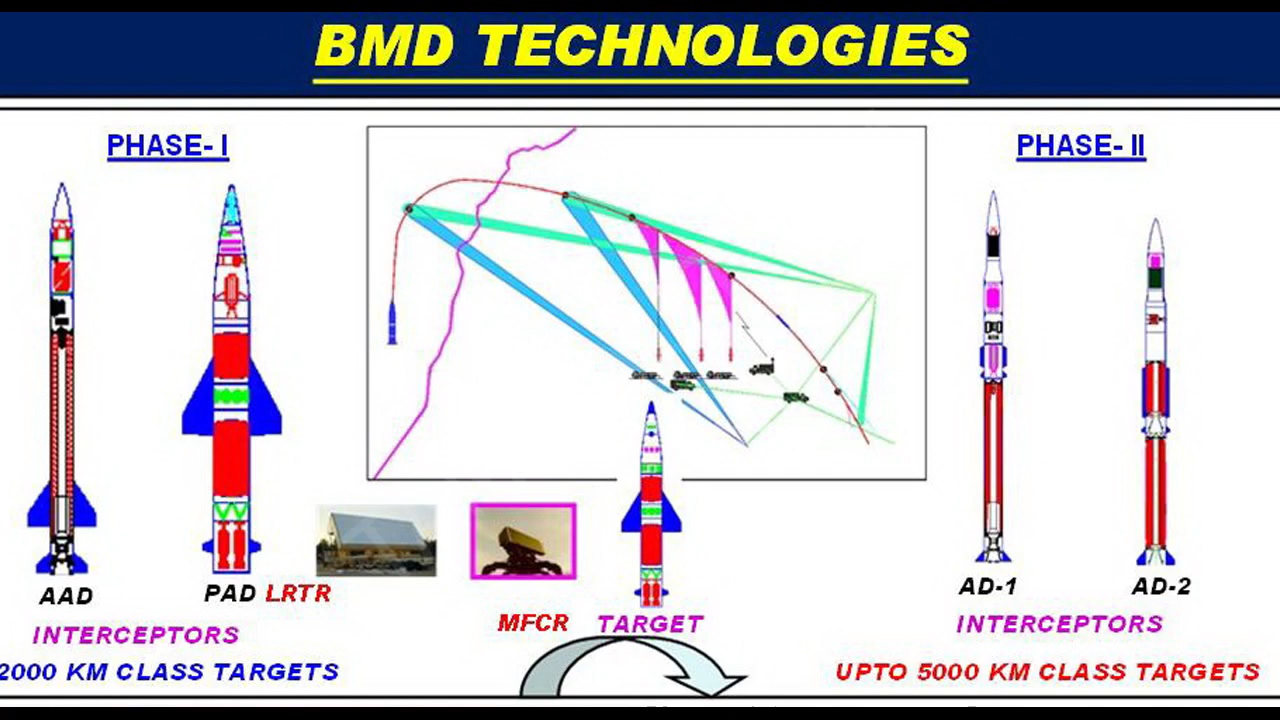 BMD TECHNOLOGIES
PHASE- I
PHASE- II
AAD
PAD LRTR
INTERCEPTORS
2000 KM CLASS TARGETS
MFCR
TARGET
AD-1
AD-2
INTERCEPTORS
UPTO 5000 KM CLASS TARGETS